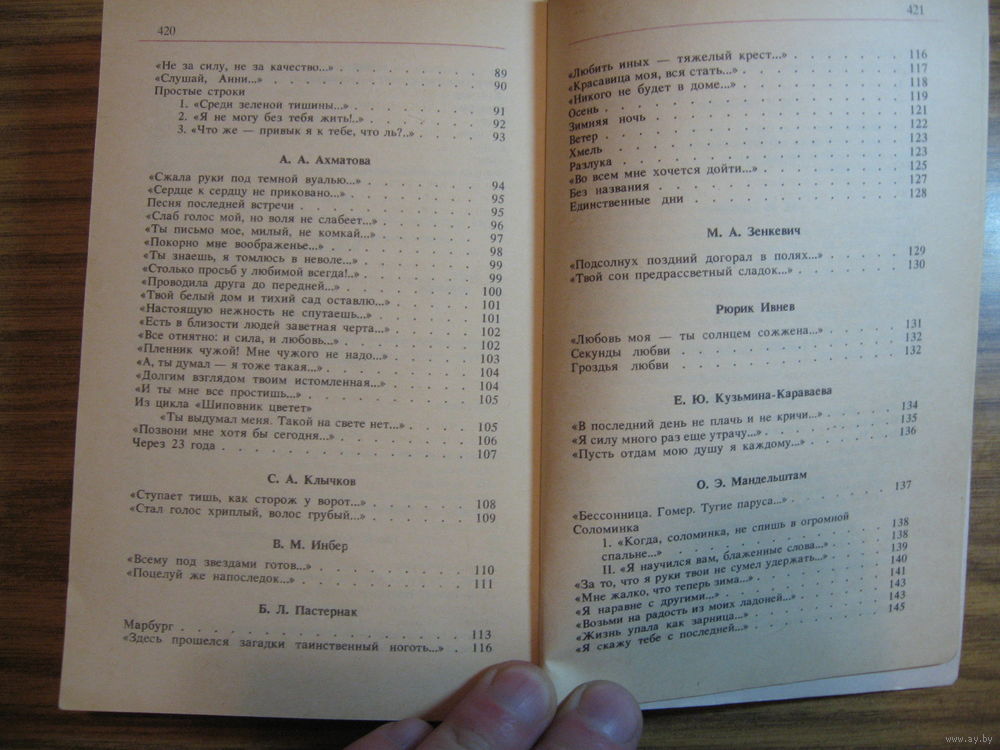 420
«Не за силу, не за качество...» . . . . . . . . . . 89
«Слушай, Анни...» . . . . . . . . . . 90
Простые строки
1. «Среди зеленой тишины...» . . . . . . . . . . 91
2. «Я не могу без тебя жить!..» . . . . . . . . . . 92
3. «Что же — привык я к тебе, что ль?..» . . . . . . . . . . 93
А. А. Ахматова
«Сжала руки под темной вуалью...» . . . . . . . . . . 94
«Сердце к сердцу не приковано...» . . . . . . . . . . 95
Песня последней встречи . . . . . . . . . . 95
«Слаб голос мой, но воля не слабеет...» . . . . . . . . . . 96
«Ты письмо мое, милый, не комкай...» . . . . . . . . . . 97
«Покорно мне воображенье...» . . . . . . . . . . 98
«Ты знаешь, я томлюсь в неволе...» . . . . . . . . . . 99
«Столько просьб у любимой всегда!..» . . . . . . . . . . 99
«Проводила друга до передней...» . . . . . . . . . . 100
«Твой белый дом и тихий сад оставлю...» . . . . . . . . . . 101
«Настоящую нежность не спутаешь...» . . . . . . . . . . 101
«Есть в близости людей заветная черта...» . . . . . . . . . . 102
«Все отнято: и сила, и любовь...» . . . . . . . . . . 102
«Пленник чужой! Мне чужого не надо...» . . . . . . . . . . 103
«А, ты думал — я тоже такая...» . . . . . . . . . . 104
«Долгим взглядом твоим истомленная...» . . . . . . . . . . 104
«И ты мне все простишь...» . . . . . . . . . . 105
Из цикла «Шиповник цветет»
«Ты выдумал меня. Такой на свете нет...» . . . . . . . . . . 105
«Позвони мне хотя бы сегодня...» . . . . . . . . . . 106
Через 23 года . . . . . . . . . . 107
С. А. Клычков
«Ступает тишь, как сторож у ворот...» . . . . . . . . . . 108
«Стал голос хриплый, волос грубый...» . . . . . . . . . . 109
В. М. Инбер
«Всему под звездами готов...» . . . . . . . . . . 110
«Поцелуй же напоследок...» . . . . . . . . . . 111
Б. Л. Пастернак
Марбург . . . . . . . . . . 113
«Здесь прошелся загадки таинственный ноготь...» . 116
421
«Любить иных — тяжелый крест...» . . . . . . . . . . 116
«Красавица моя, вся стать...» . . . . . . . . . . 117
«Никого не будет в доме...» . . . . . . . . . . 118
Осень . . . . . . . . . . 119
Зимняя ночь . . . . . . . . . . 121
Ветер . . . . . . . . . . 122
Хмель . . . . . . . . . . 123
Разлука . . . . . . . . . . 123
«Во всем мне хочется дойти...» . . . . . . . . . . 125
Без названия . . . . . . . . . . 127
Единственные дни . . . . . . . . . . 128
М. А. Зенкевич
«Подсолнух поздний догорал в полях...» . . . . . . . . . . 129
«Твой сон предрассветный сладок...» . . . . . . . . . . 130
Рюрик Ивнев
«Любовь моя — ты солнцем сожжена...» . . . . . . . . . . 131
Секунды любви . . . . . . . . . . 132
Гроздья любви . . . . . . . . . . 132
Е. Ю. Кузьмина-Караваева
«В последний день не плачь и не кричи...» . . . . . . . . . . 134
«Я силу много раз еще утрачу...» . . . . . . . . . . 135
«Пусть отдам мою душу я каждому...» . . . . . . . . . . 136
О. Э. Мандельштам
«Бессонница. Гомер. Тугие паруса...» . . . . . . . . . . 137
Соломинка
I. «Когда, соломинка, не спишь в огромной
спальне...» . . . . . . . . . . 138
II. «Я научился вам, блаженные слова...» . . . . . . . . . . 138
«За то, что я руки твои не сумел удержать...» . . . . . . . . . . 139
«Мне жалко, что теперь зима...» . . . . . . . . . . 140
«Я наравне с другими...» . . . . . . . . . . 141
«Возьми на радость из моих ладоней...» . . . . . . . . . . 143
«Жизнь упала как зарница...» . . . . . . . . . . 143
«Я скажу тебе с последней...» . . . . . . . . . . 145
www.ay.by